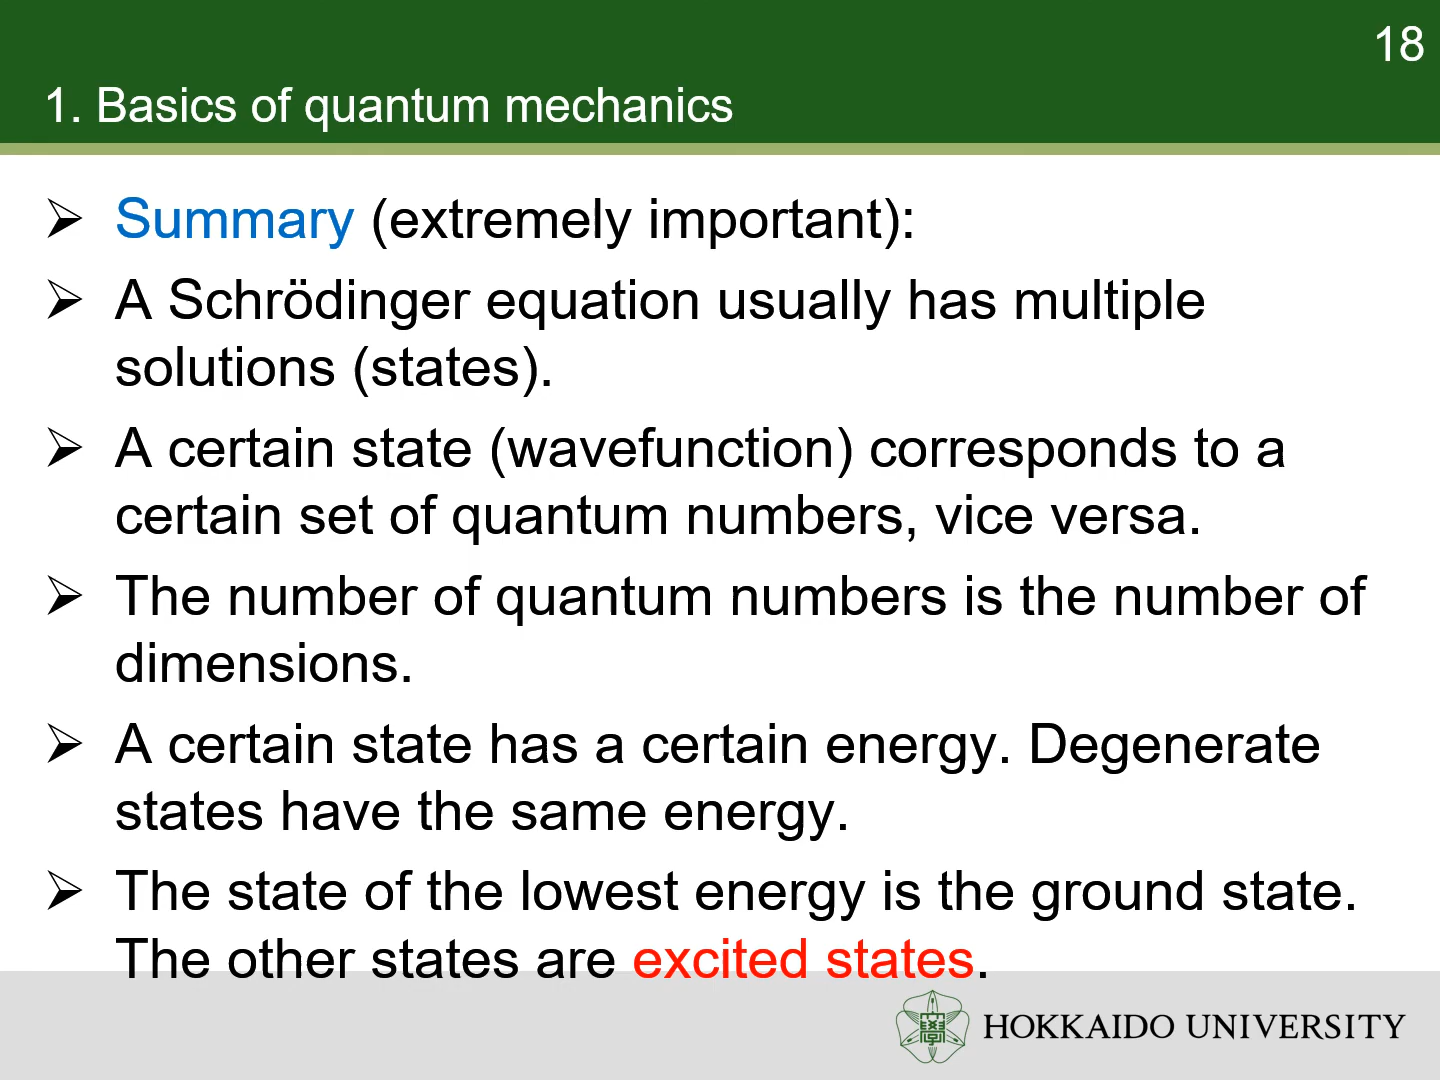 18
1. Basics of quantum mechanics
➢ Summary (extremely important):
➢ A Schrödinger equation usually has multiple
solutions (states).
➢ A certain state (wavefunction) corresponds to a
certain set of quantum numbers, vice versa.
➢ The number of quantum numbers is the number of
dimensions.
➢ A certain state has a certain energy. Degenerate
states have the same energy.
➢ The state of the lowest energy is the ground state.
The other states are excited states.
HOKKAIDO UNIVERSITY